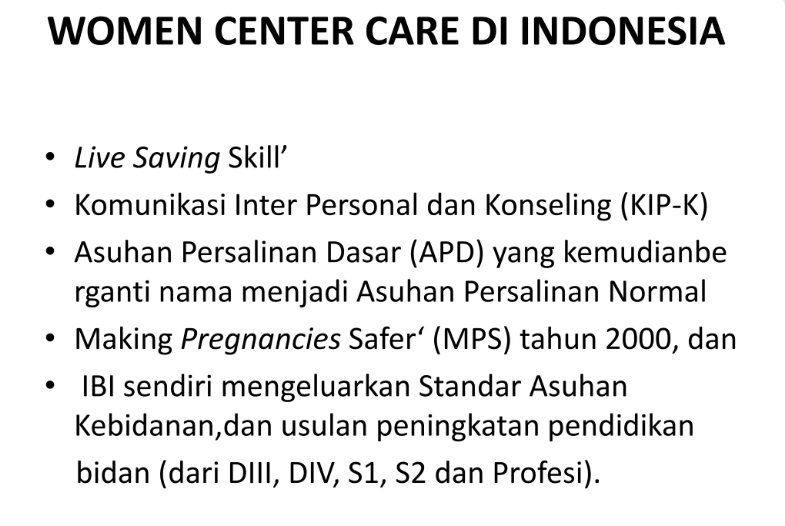 WOMEN CENTER CARE DI INDONESIA
• Live Saving Skill’
• Komunikasi Inter Personal dan Konseling (KIP-K)
• Asuhan Persalinan Dasar (APD) yang kemudianbe
rganti nama menjadi Asuhan Persalinan Normal
• Making Pregnancies Safer‘ (MPS) tahun 2000, dan
• IBI sendiri mengeluarkan Standar Asuhan
Kebidanan,dan usulan peningkatan pendidikan
bidan (dari DIII, DIV, S1, S2 dan Profesi).